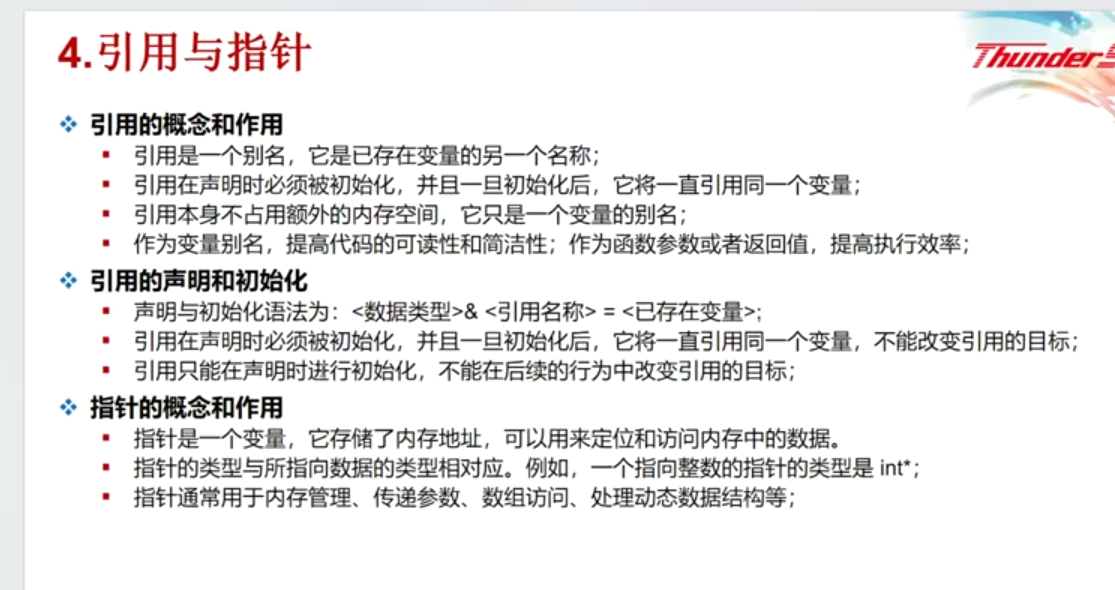 4.引用与指针
Thunder
引用的概念和作用
引用是一个别名，它是已存在变量的另一个名称；
引用在声明时必须被初始化，并且一旦初始化后，它将一直引用同一个变量；
引用本身不占用额外的内存空间，它只是一个变量的别名；
作为变量别名，提高代码的可读性和简洁性；作为函数参数或者返回值，提高执行效率；
引用的声明和初始化
声明与初始化语法为：<数据类型>& <引用名称> = <已存在变量>;
引用在声明时必须被初始化，并且一旦初始化后，它将一直引用同一个变量，不能改变引用的目标；
引用只能在声明时进行初始化，不能在后续的行为中改变引用的目标；
指针的概念和作用
指针是一个变量，它存储了内存地址，可以用来定位和访问内存中的数据。
指针的类型与所指向数据的类型相对应。例如，一个指向整数的指针的类型是 int*；
指针通常用于内存管理、传递参数、数组访问、处理动态数据结构等；